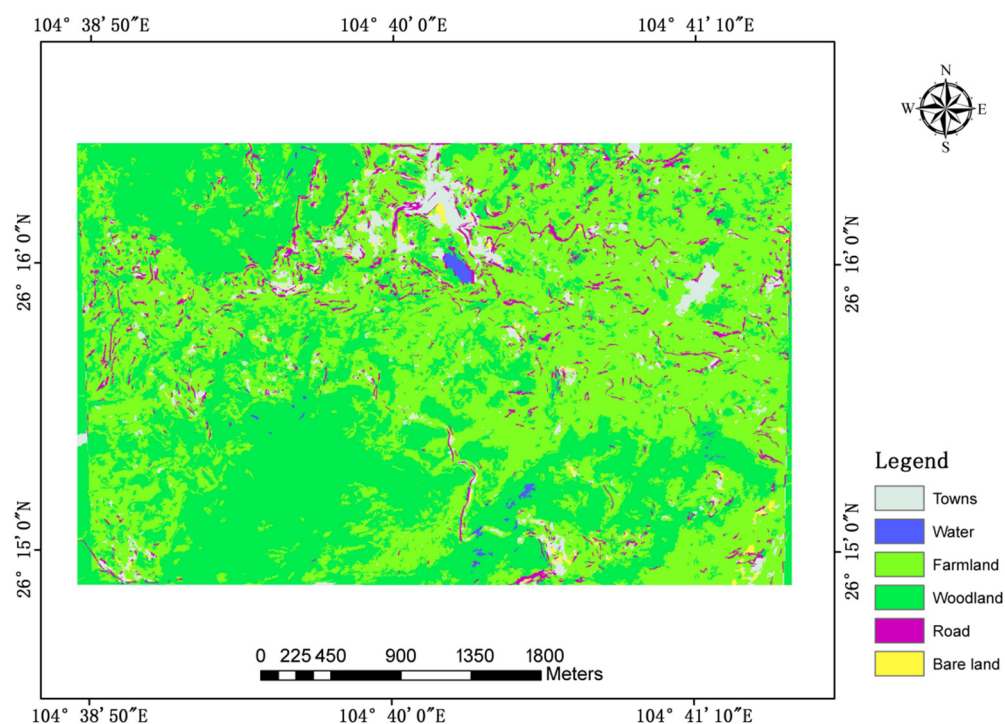 104° 38′50″E 104° 40′0″E 104° 41′10″E
N
W E
S
26° 16′0″N 26° 16′0″N
Legend
Towns
Water
26° 15′0″N 26° 15′0″N
Farmland
Woodland
Road
Bare land
0 225 450 900 1350 1800
Meters
104° 38′50″E 104° 40′0″E 104° 41′10″E